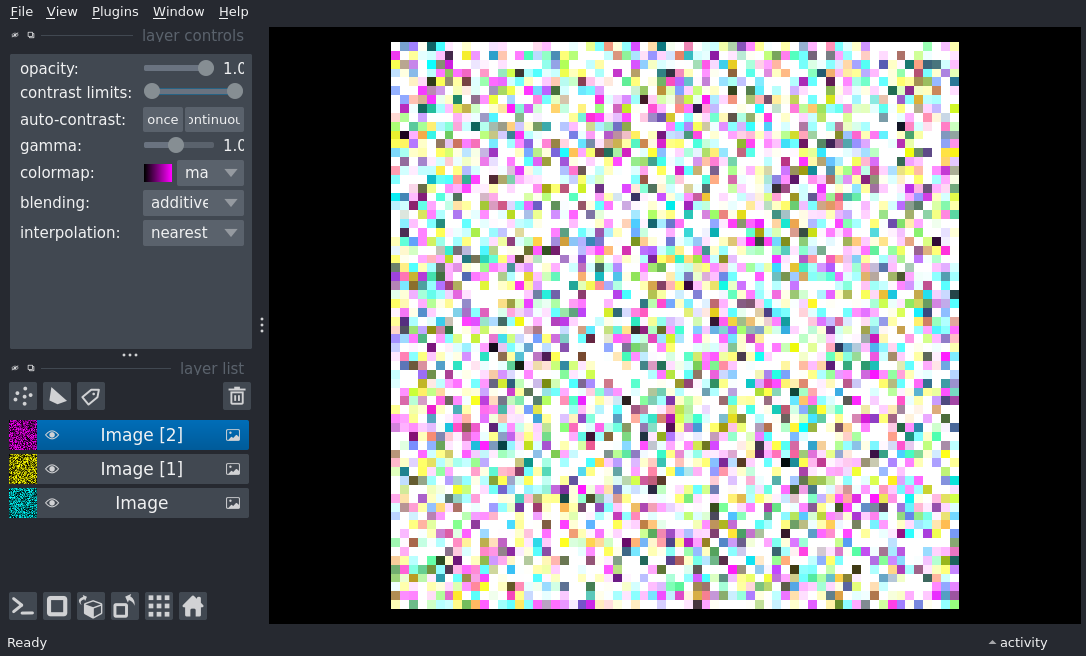 File View Plugins Window Help
layer controls
opacity: 1.0
contrast limits:
auto-contrast: once ontinuou
gamma: 1.0
colormap: ma
blending: additive
interpolation: nearest
layer list
Image [2]
Image [1]
Image
Ready activity